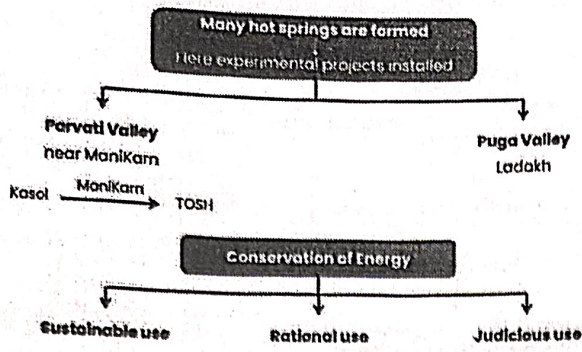 Many hot springs are formed
Here experimental projects installed
Parvati Valley
near Manikarn
Puga Valley
Ladakh
Kasol Manikarn TOSH
Conservation of Energy
Sustainable use Rational use Judicious use